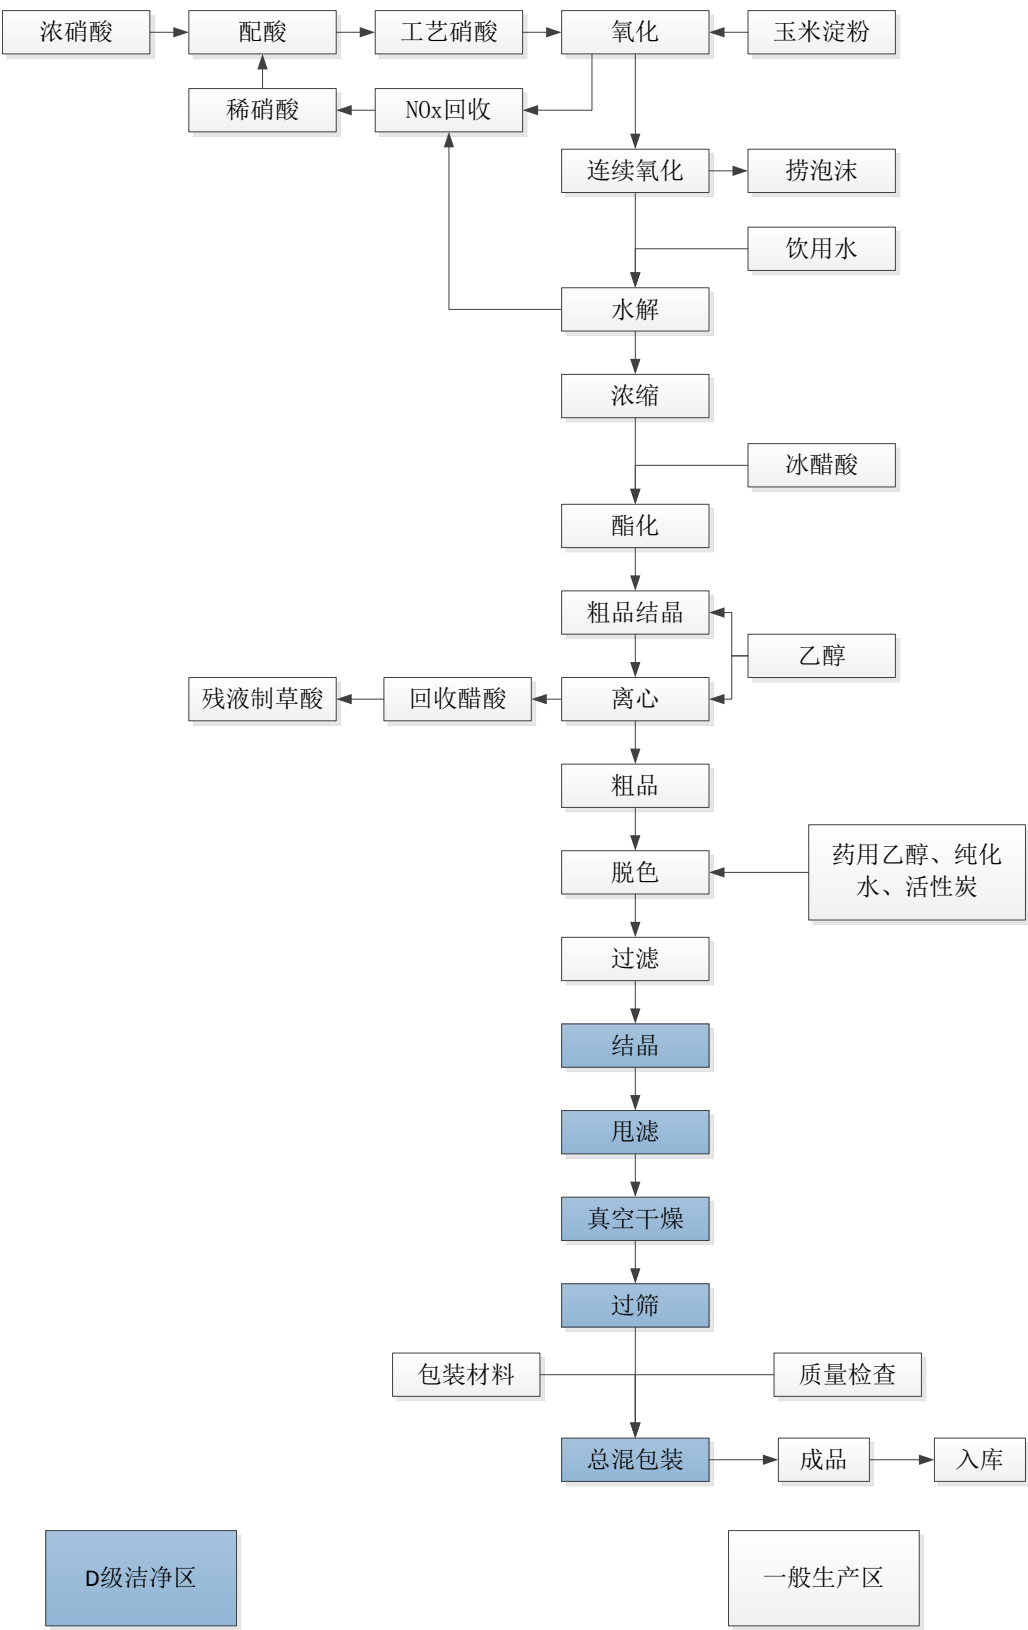 浓硝酸
配酸
工艺硝酸
氧化
玉米淀粉
稀硝酸
NOx回收
连续氧化
捞泡沫
饮用水
水解
浓缩
冰醋酸
酯化
粗品结晶
乙醇
残液制草酸
回收醋酸
离心
粗品
药用乙醇、纯化
水、活性炭
脱色
过滤
结晶
甩滤
真空干燥
过筛
包装材料
质量检查
总混包装
成品
入库
D级洁净区
一般生产区